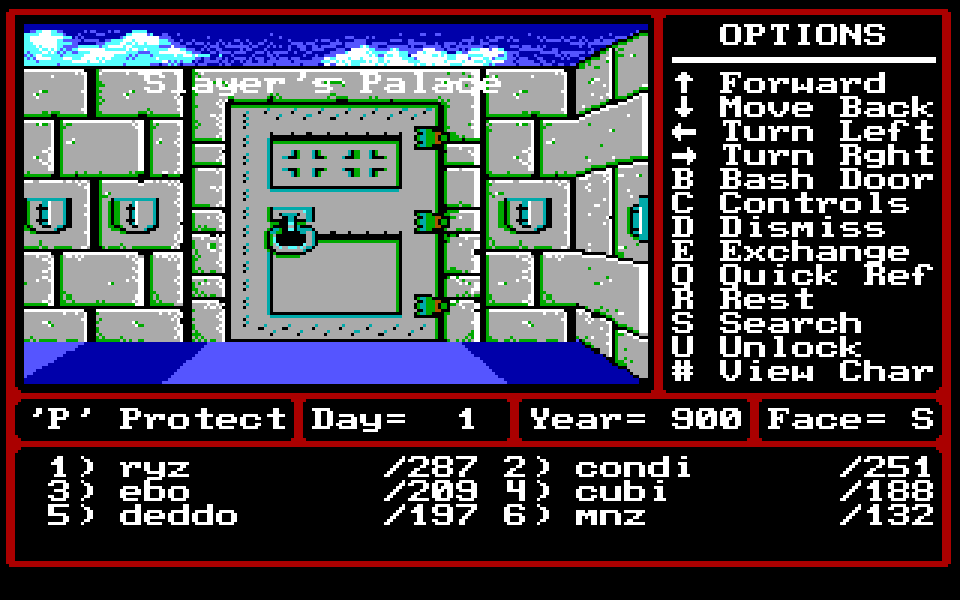 Slayer's Palace
OPTIONS
↑ Forward
↓ Move Back
← Turn Left
→ Turn Rght
B Bash Door
C Controls
D Dismiss
E Exchange
Q Quick Ref
R Rest
S Search
U Unlock
# View Char
'P' Protect Day= 1 Year= 900 Face= S
1) ryz /287 2) condi /251
3) ebo /209 4) cubi /188
5) deddo /197 6) mnz /132